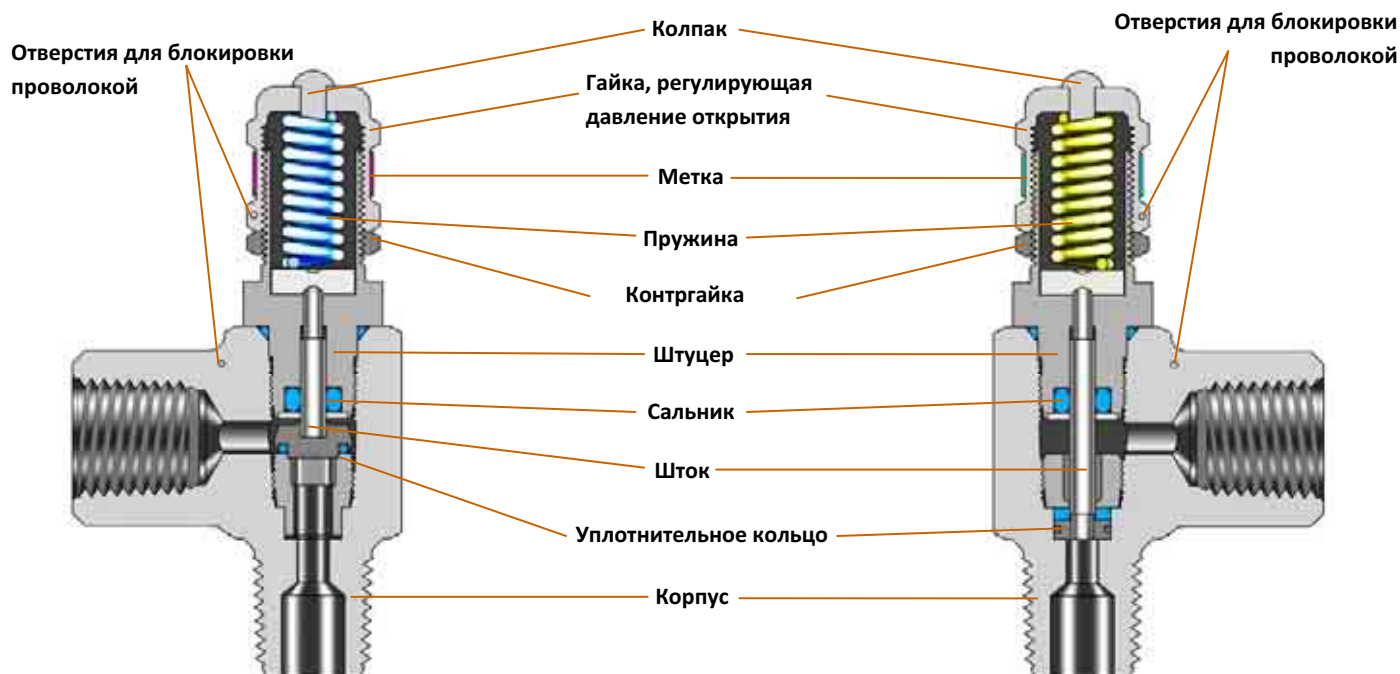 Колпак
Отверстия для блокировки
проволокой
Отверстия для блокировки
проволокой
Гайка, регулирующая
давление открытия
Метка
Пружина
Контргайка
Штуцер
Сальник
Шток
Уплотнительное кольцо
Корпус